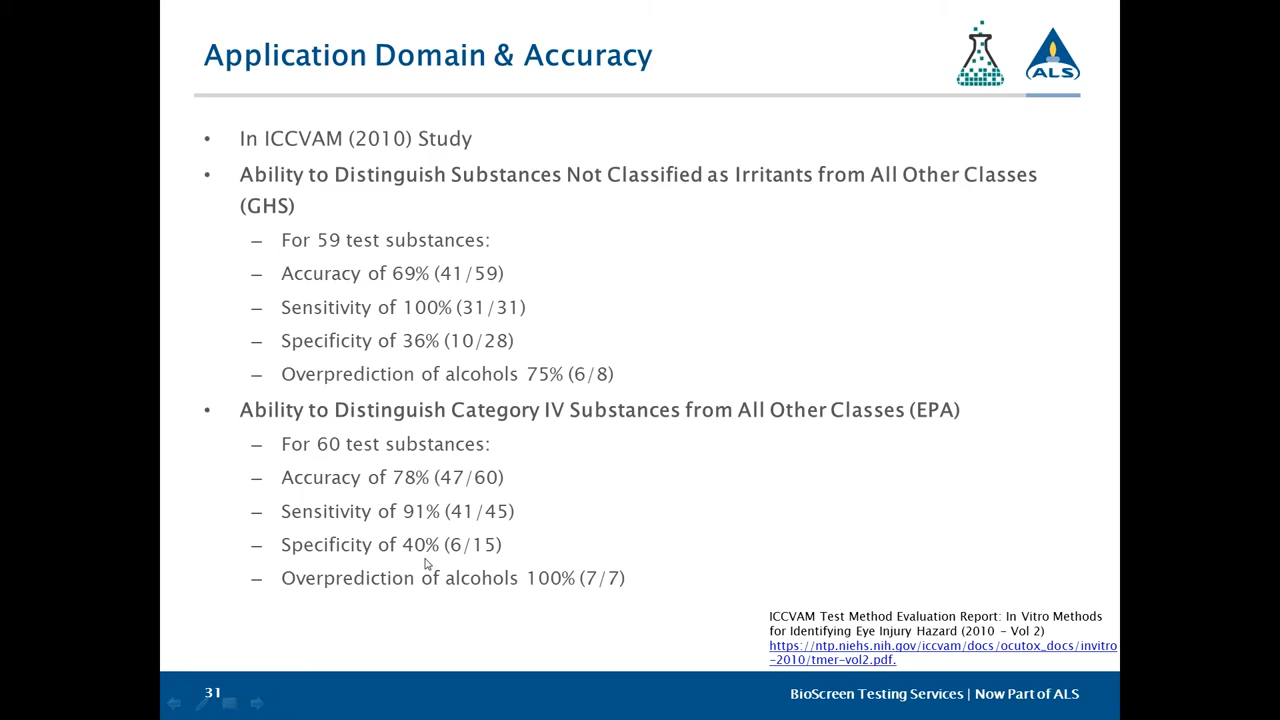 Application Domain & Accuracy
ALS
• In ICCVAM (2010) Study
• Ability to Distinguish Substances Not Classified as Irritants from All Other Classes
(GHS)
– For 59 test substances:
– Accuracy of 69% (41/59)
– Sensitivity of 100% (31/31)
– Specificity of 36% (10/28)
– Overprediction of alcohols 75% (6/8)
• Ability to Distinguish Category IV Substances from All Other Classes (EPA)
– For 60 test substances:
– Accuracy of 78% (47/60)
– Sensitivity of 91% (41/45)
– Specificity of 40% (6/15)
– Overprediction of alcohols 100% (7/7)
ICCVAM Test Method Evaluation Report: In Vitro Methods
for Identifying Eye Injury Hazard (2010 – Vol 2)
https://ntp.niehs.nih.gov/iccvam/docs/ocutox_docs/invitro
-2010/tmer-vol2.pdf.
31
BioScreen Testing Services | Now Part of ALS